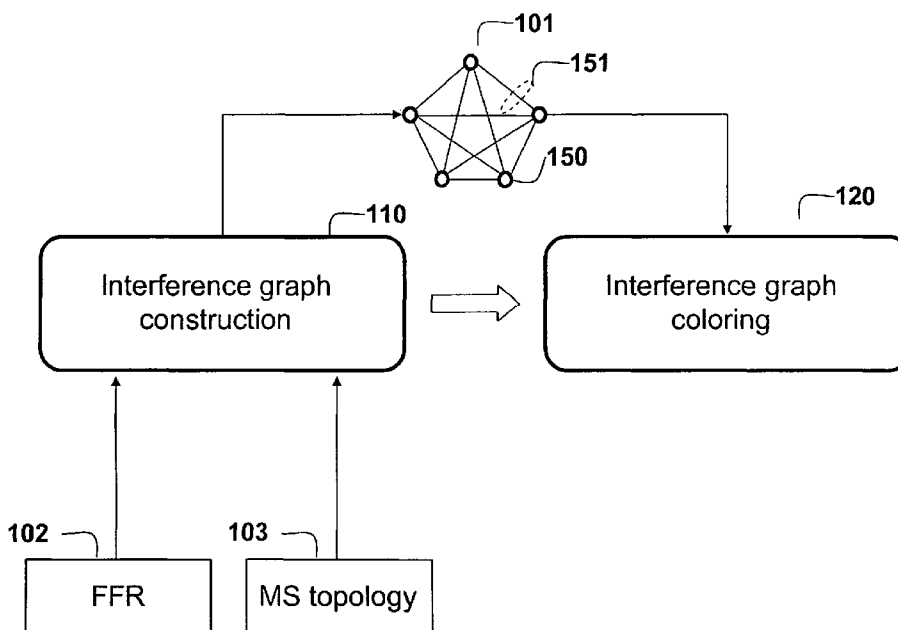 101
151
150
110
120
Interference graph
construction
Interference graph
coloring
102
103
FFR
MS topology